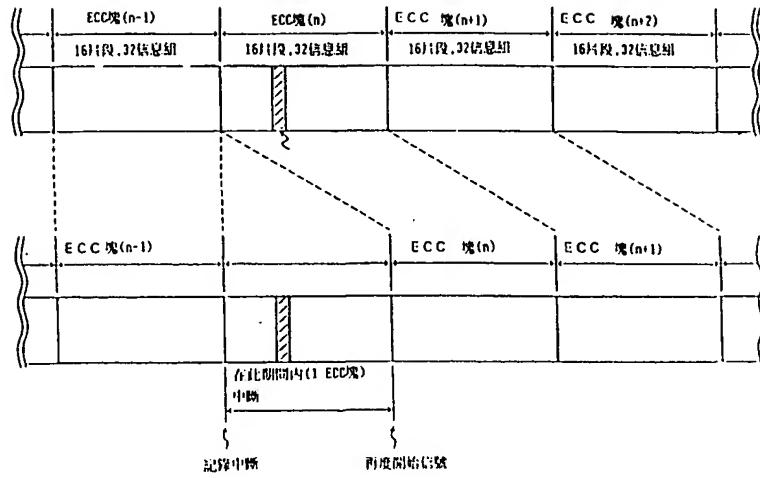 ECC塊(n-1)
ECC塊(n)
ECC 塊(n+1)
ECC 塊(n+2)
16片段,32信息組
16片段,32信息組
16片段,32信息組
16片段,32信息組
ECC塊(n-1)
ECC 塊(n)
ECC 塊(n+1)
在此期間內(1 ECC塊)
中斷
記錄中斷
再度開始信號